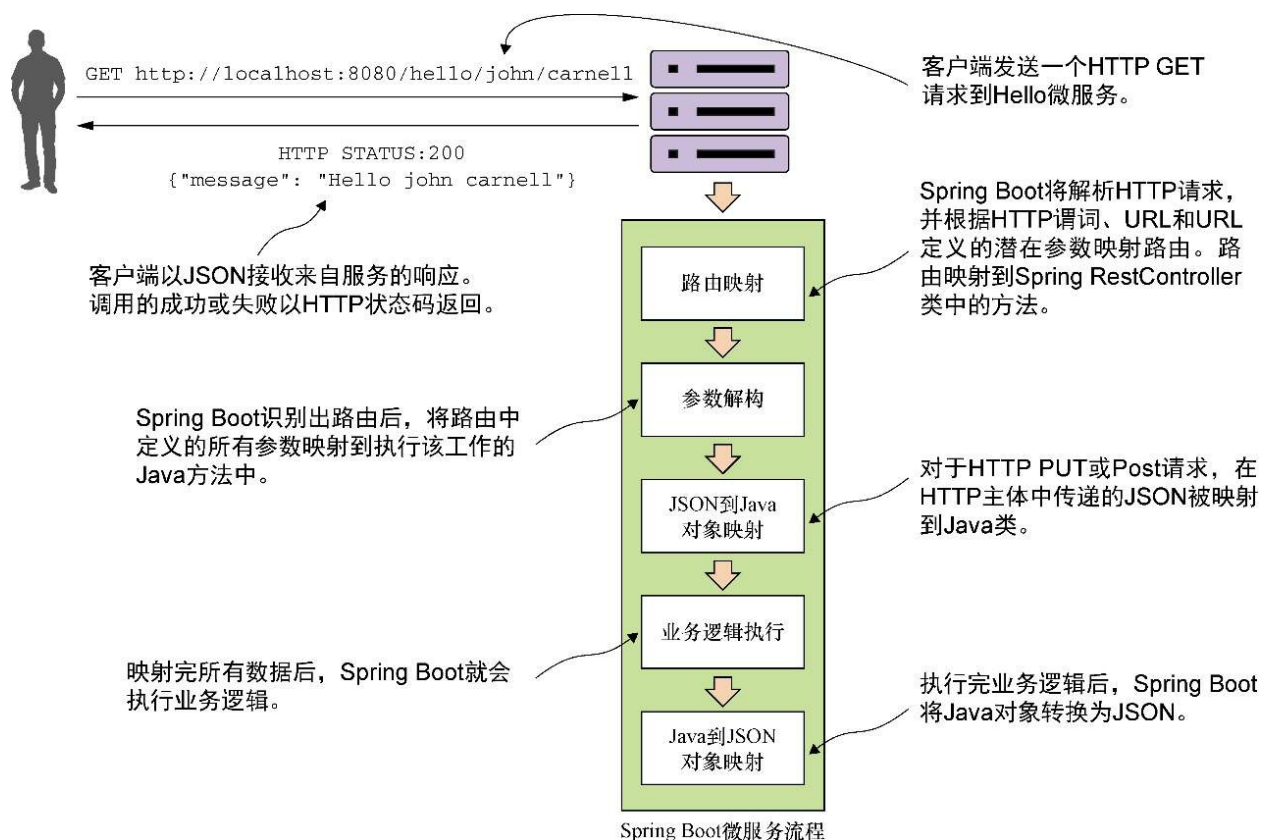 GET http://localhost:8080/hello/john/carnell
客户端发送一个HTTP GET
请求到Hello微服务。
HTTP STATUS:200
{"message": "Hello john carnell"}
客户端以JSON接收来自服务的响应。
调用的成功或失败以HTTP状态码返回。
Spring Boot将解析HTTP请求,
并根据HTTP谓词、URL和URL
定义的潜在参数映射路由。路
由映射到Spring RestController
类中的方法。
路由映射
参数解构
Spring Boot识别出路由后,将路由中
定义的所有参数映射到执行该工作的
Java方法中。
JSON到Java
对象映射
对于HTTP PUT或Post请求,在
HTTP主体中传递的JSON被映射
到Java类。
业务逻辑执行
映射完所有数据后,Spring Boot就会
执行业务逻辑。
Java到JSON
对象映射
执行完业务逻辑后,Spring Boot
将Java对象转换为JSON。
Spring Boot微服务流程